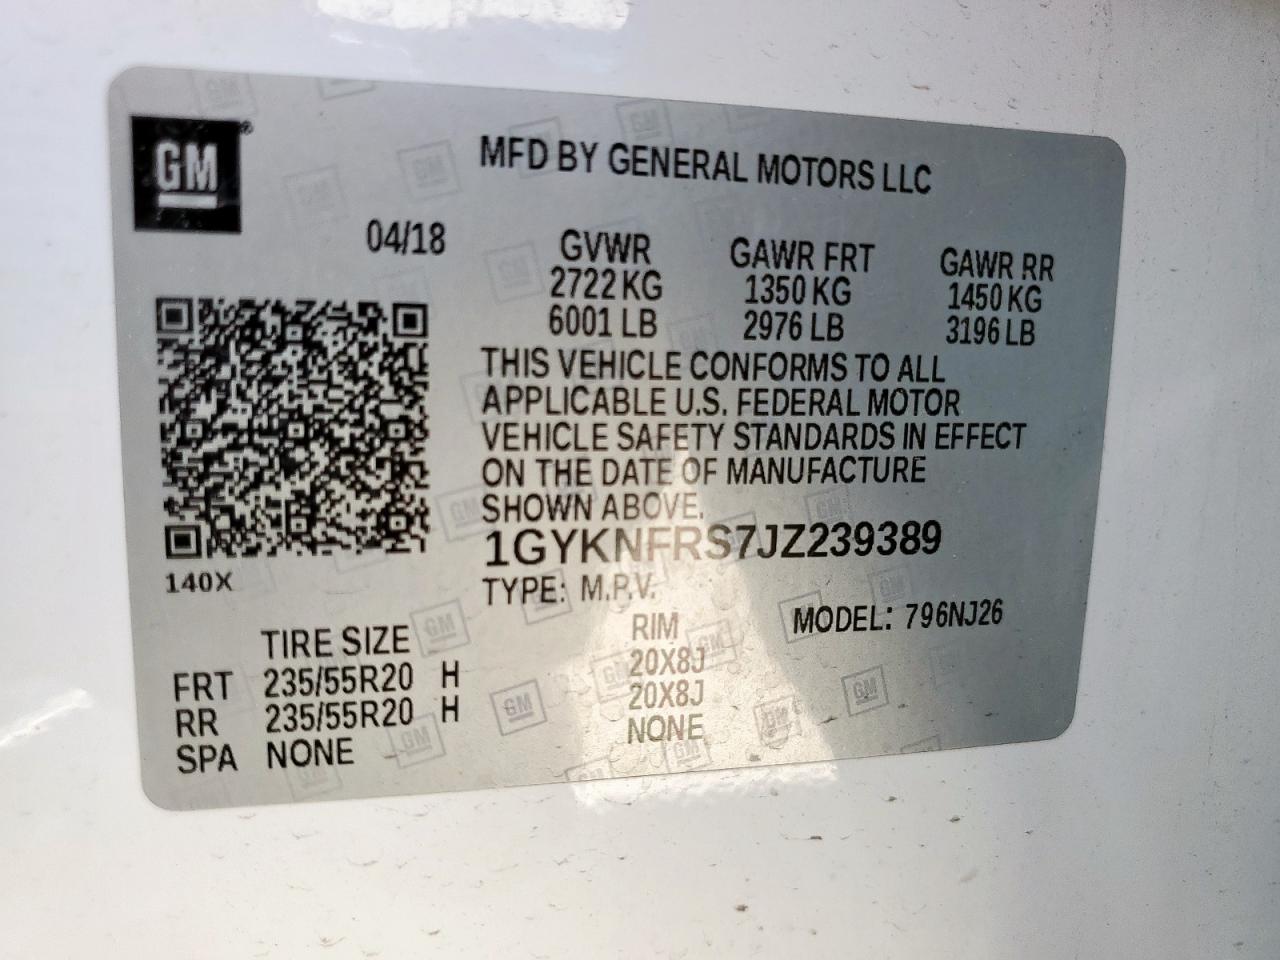 GM
MFD BY GENERAL MOTORS LLC
04/18
GVWR GAWR FRT GAWR RR
2722 KG 1350 KG 1450 KG
6001 LB 2976 LB 3196 LB
THIS VEHICLE CONFORMS TO ALL
APPLICABLE U.S. FEDERAL MOTOR
VEHICLE SAFETY STANDARDS IN EFFECT
ON THE DATE OF MANUFACTURE
SHOWN ABOVE.
1GYKNFRS7JZ239389
140X
TYPE: M.P.V.
MODEL: 796NJ26
TIRE SIZE RIM
FRT 235/55R20 H 20X8J
RR 235/55R20 H 20X8J
SPA NONE NONE